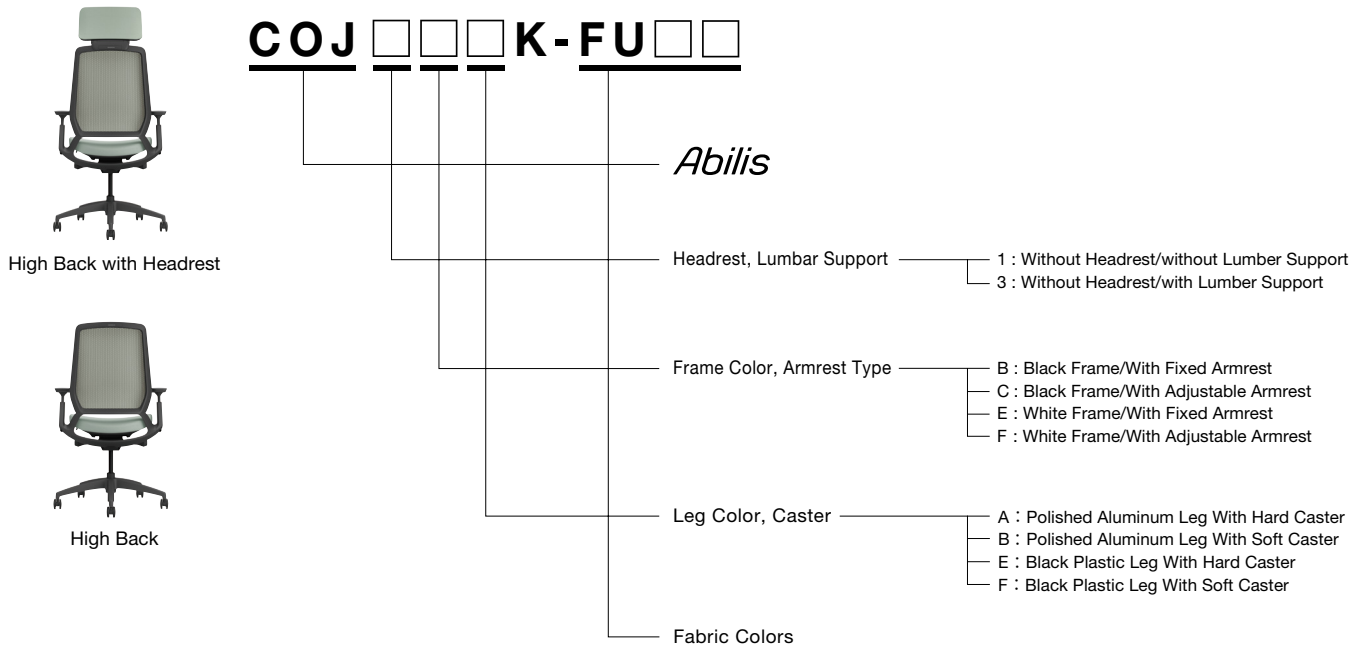 COJ□□□K-FU□□
Abilis
High Back with Headrest
Headrest, Lumbar Support
1 : Without Headrest/without Lumber Support
3 : Without Headrest/with Lumber Support
High Back
Frame Color, Armrest Type
B : Black Frame/With Fixed Armrest
C : Black Frame/With Adjustable Armrest
E : White Frame/With Fixed Armrest
F : White Frame/With Adjustable Armrest
Leg Color, Caster
A：Polished Aluminum Leg With Hard Caster
B：Polished Aluminum Leg With Soft Caster
E：Black Plastic Leg With Hard Caster
F：Black Plastic Leg With Soft Caster
Fabric Colors